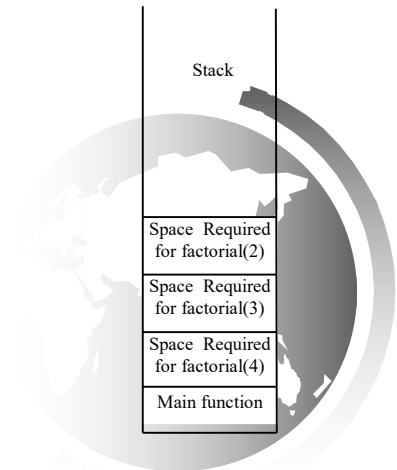 Stack
Space Required
for factorial(2)
Space Required
for factorial(3)
Space Required
for factorial(4)
Main function